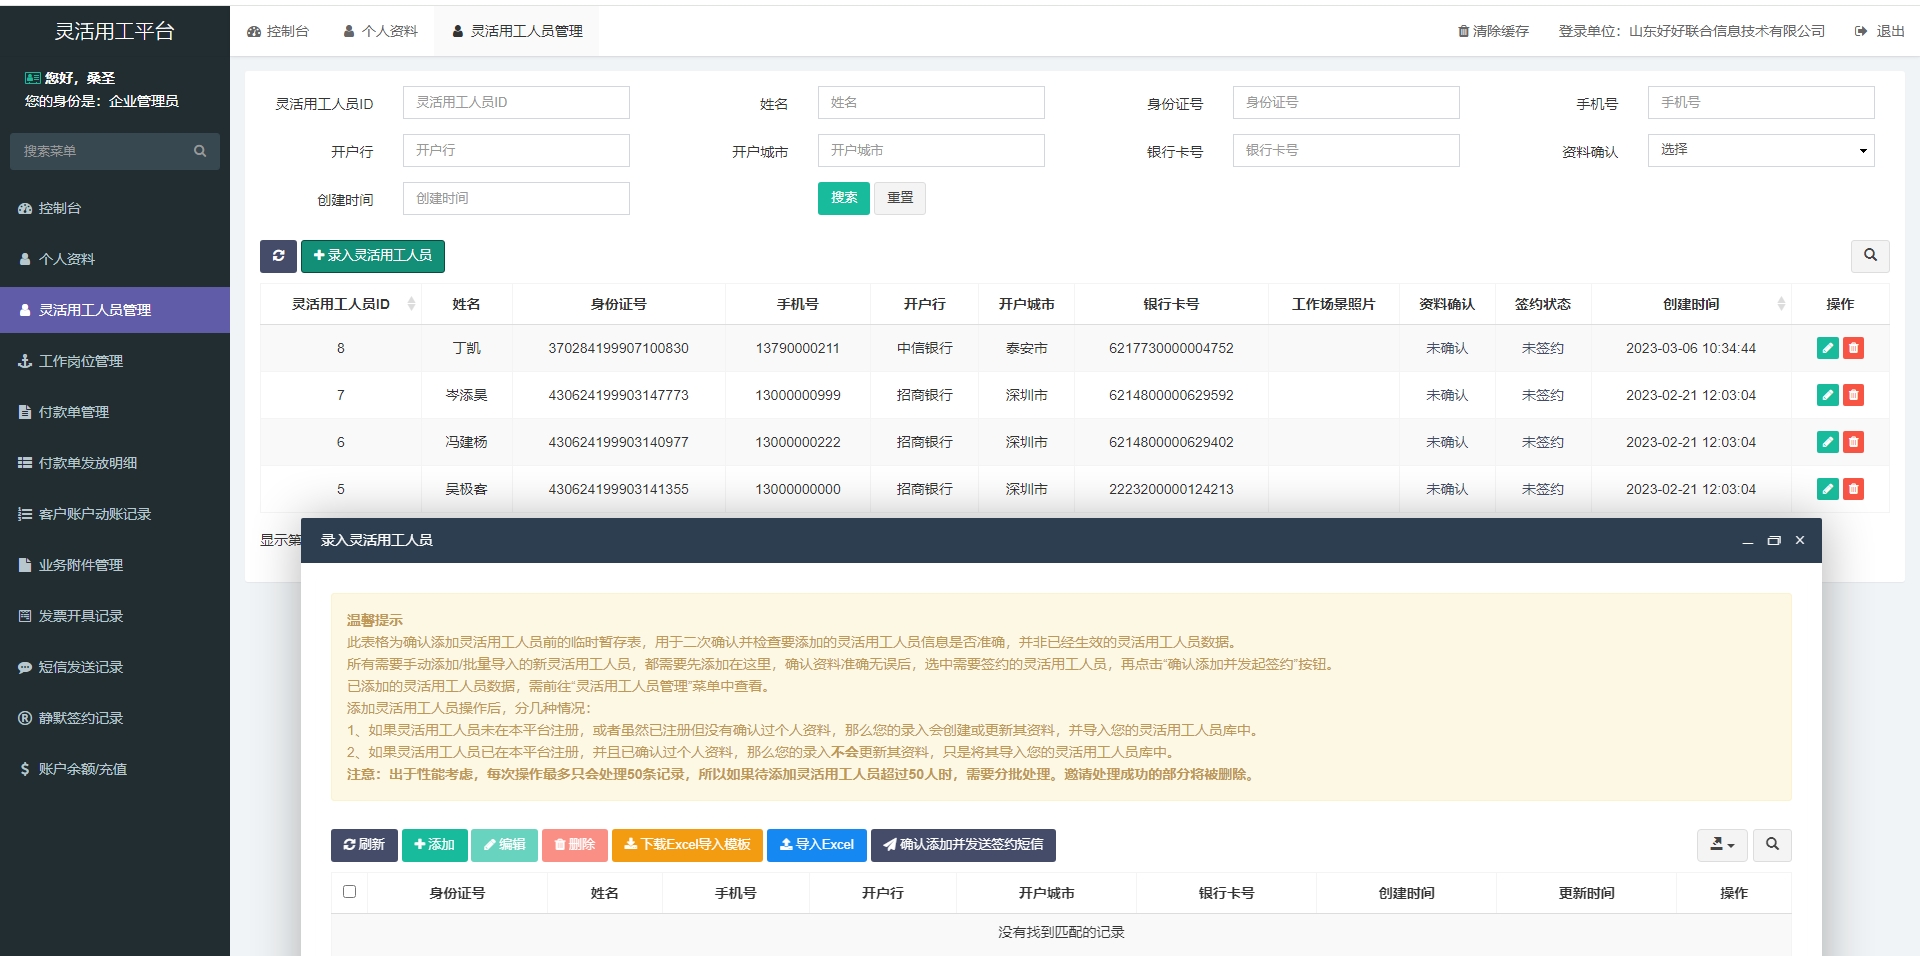 灵活用工平台
您好，桑圣
您的身份是：企业管理员
搜索菜单
控制台
个人资料
灵活用工人员管理
工作岗位管理
付款单管理
付款单发放明细
客户账户动账记录
业务附件管理
发票开具记录
短信发送记录
静默签约记录
账户余额/充值
控制台 个人资料 灵活用工人员管理 清除缓存 登录单位：山东好好联合信息技术有限公司 退出
灵活用工人员ID 灵活用工人员ID 姓名 姓名 身份证号 身份证号 手机号 手机号
开户行 开户行 开户城市 开户城市 银行卡号 银行卡号 资料确认 选择
创建时间 创建时间 搜索 重置
录入灵活用工人员
灵活用工人员ID 姓名 身份证号 手机号 开户行 开户城市 银行卡号 工作场景照片 资料确认 签约状态 创建时间 操作
8 丁凯 370284199907100830 13790000211 中信银行 泰安市 6217730000004752 未确认 未签约 2023-03-06 10:34:44
7 岑添昊 430624199903147773 13000000999 招商银行 深圳市 6214800000629592 未确认 未签约 2023-02-21 12:03:04
6 冯建杨 430624199903140977 13000000222 招商银行 深圳市 6214800000629402 未确认 未签约 2023-02-21 12:03:04
5 吴极客 430624199903141355 13000000000 招商银行 深圳市 2223200000124213 未确认 未签约 2023-02-21 12:03:04
显示第
录入灵活用工人员
温馨提示
此表格为确认添加灵活用工人员前的临时暂存表，用于二次确认并检查要添加的灵活用工人员信息是否准确，并非已经生效的灵活用工人员数据。
所有需要手动添加/批量导入的新灵活用工人员，都需要先添加在这里，确认资料准确无误后，选中需要签约的灵活用工人员，再点击“确认添加并发起签约”按钮。
已添加的灵活用工人员数据，需前往“灵活用工人员管理”菜单中查看。
添加灵活用工人员操作后，分几种情况：
1、如果灵活用工人员未在本平台注册，或者虽然已注册但没有确认过个人资料，那么您的录入会创建或更新其资料，并导入您的灵活用工人员库中。
2、如果灵活用工人员已在本平台注册，并且已确认过个人资料，那么您的录入不会更新其资料，只是将其导入您的灵活用工人员库中。
注意：出于性能考虑，每次操作最多只会处理50条记录，所以如果待添加灵活用工人员超过50人时，需要分批处理。邀请处理成功的部分将被删除。
刷新 添加 编辑 删除 下载Excel导入模板 导入Excel 确认添加并发送签约短信
身份证号 姓名 手机号 开户行 开户城市 银行卡号 创建时间 更新时间 操作
没有找到匹配的记录